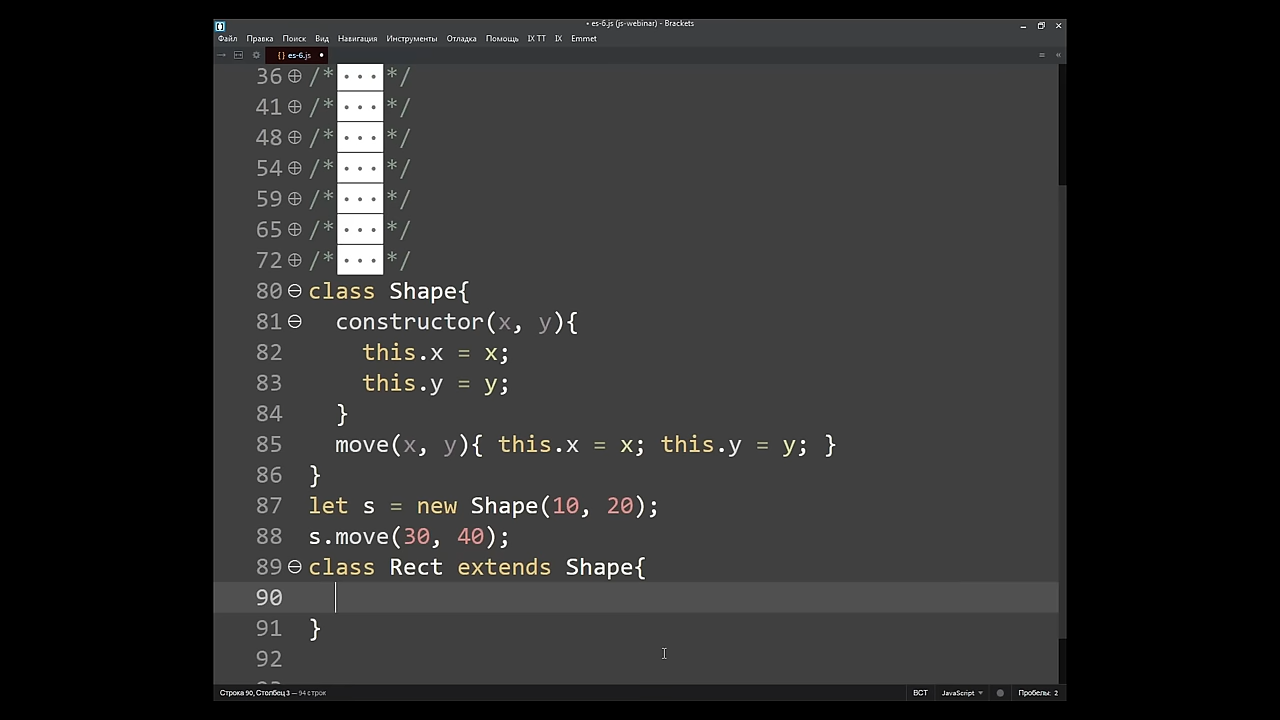 • es-6.js (js-webinar) - Brackets
Файл Правка Поиск Вид Навигация Инструменты Отладка Помощь IX TT IX Emmet
{ } es-6.js •
36 /*...*/
41 /*...*/
48 /*...*/
54 /*...*/
59 /*...*/
65 /*...*/
72 /*...*/
80 class Shape{
81 constructor(x, y){
82 this.x = x;
83 this.y = y;
84 }
85 move(x, y){ this.x = x; this.y = y; }
86 }
87 let s = new Shape(10, 20);
88 s.move(30, 40);
89 class Rect extends Shape{
90
91 }
92
Строка 90, Столбец 3 — 94 строк ВСТ JavaScript Пробелы: 2